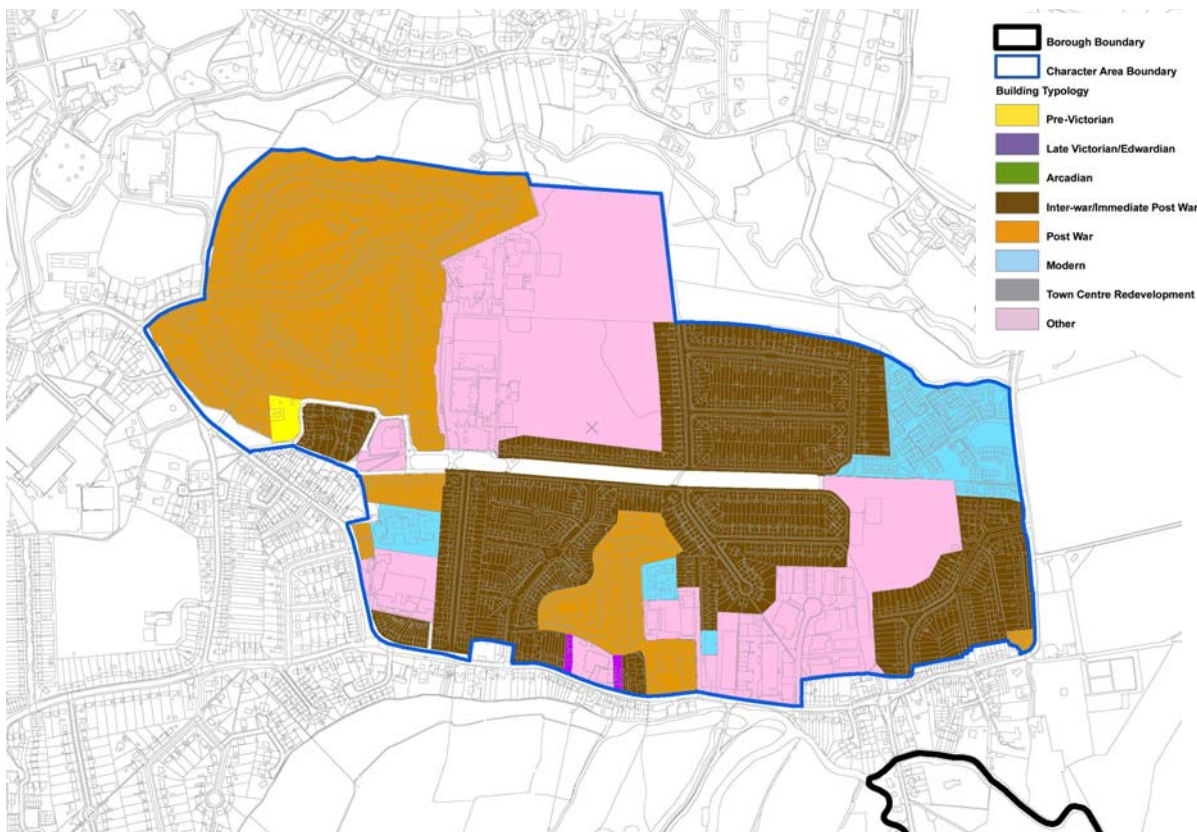 Borough Boundary
Character Area Boundary
Building Typology
Pre-Victorian
Late Victorian/Edwardian
Arcadian
Inter-war/Immediate Post War
Post War
Modern
Town Centre Redevelopment
Other